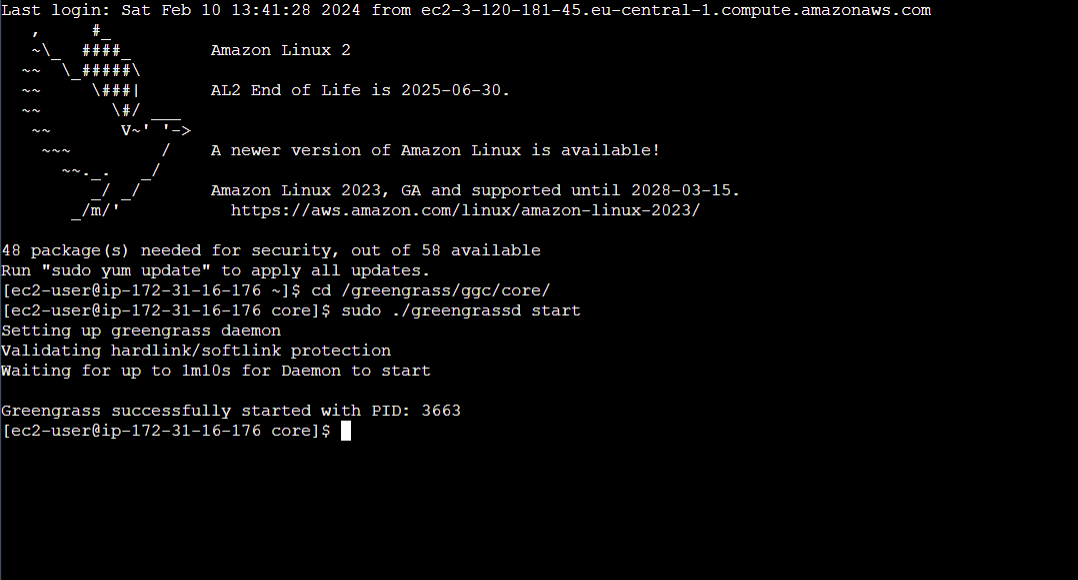 Last login: Sat Feb 10 13:41:28 2024 from ec2-3-120-181-45.eu-central-1.compute.amazonaws.com
   ,     #_
   ~\_  ####_        Amazon Linux 2
  ~~  \_#####\
  ~~     \###|       AL2 End of Life is 2025-06-30.
  ~~       \#/ ___
   ~~       V~' '->
    ~~~         /    A newer version of Amazon Linux is available!
      ~~._.   _/
         _/ _/       Amazon Linux 2023, GA and supported until 2028-03-15.
       _/m/'           https://aws.amazon.com/linux/amazon-linux-2023/

48 package(s) needed for security, out of 58 available
Run "sudo yum update" to apply all updates.
[ec2-user@ip-172-31-16-176 ~]$ cd /greengrass/ggc/core/
[ec2-user@ip-172-31-16-176 core]$ sudo ./greengrassd start
Setting up greengrass daemon
Validating hardlink/softlink protection
Waiting for up to 1m10s for Daemon to start

Greengrass successfully started with PID: 3663
[ec2-user@ip-172-31-16-176 core]$